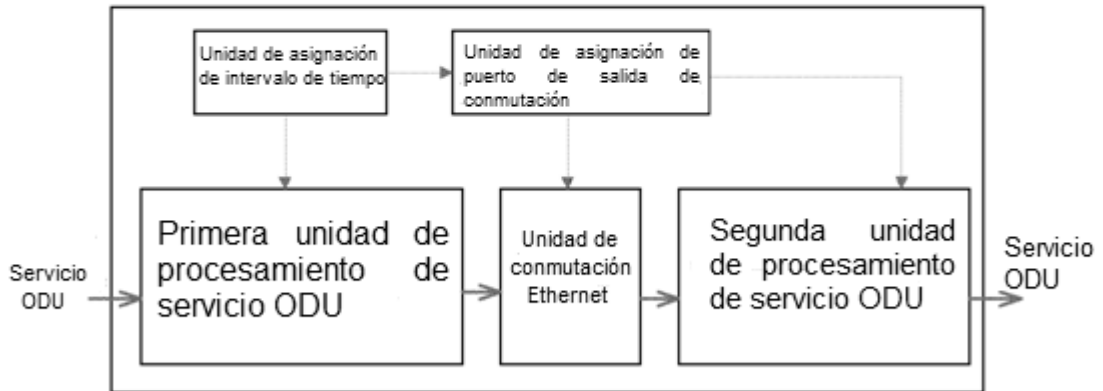 Unidad de asignación
de intervalo de tiempo
Unidad de asignación de
puerto de salida de
conmutación
Primera unidad de
procesamiento de
servicio ODU
Unidad de
conmutación
Ethernet
Segunda unidad
de procesamiento
de servicio ODU
Servicio
ODU
Servicio
ODU